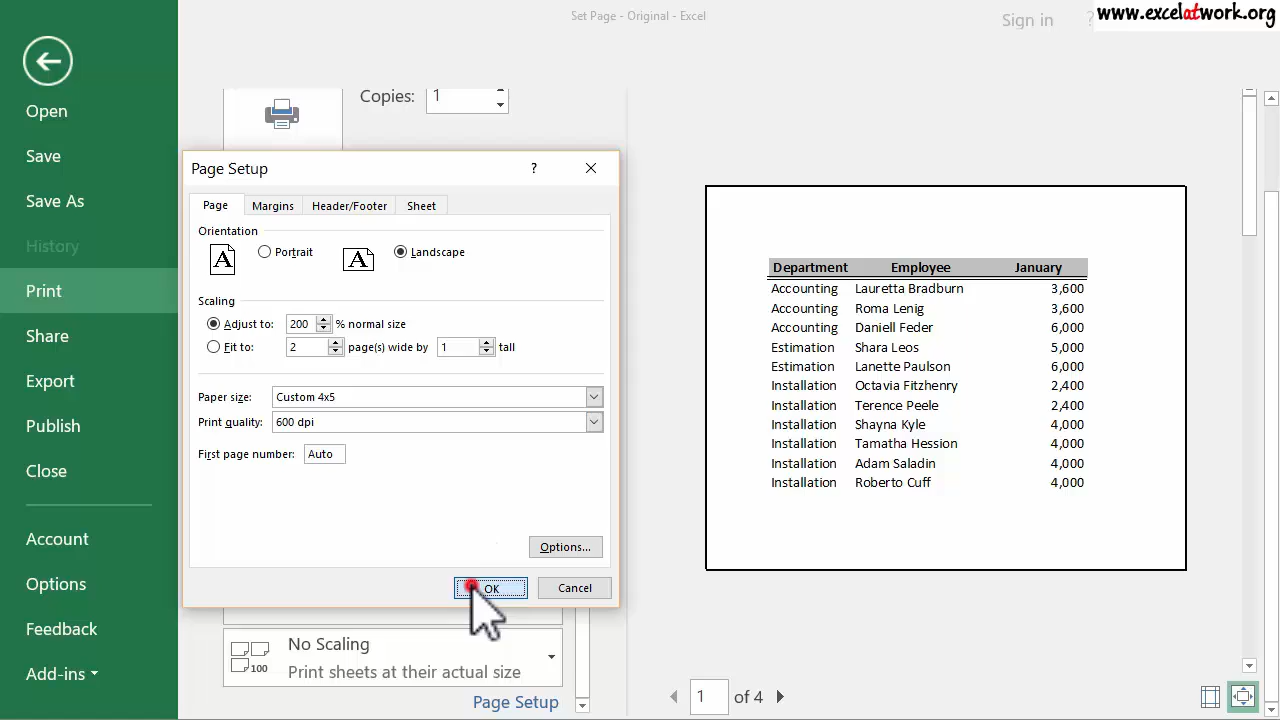 Set Page - Original - Excel
Sign in
?
www.excelatwork.org
Open
Save
Save As
History
Print
Share
Export
Publish
Close
Account
Options
Feedback
Add-ins
Copies: 1
Page Setup
?
Page Margins Header/Footer Sheet
Orientation
A Portrait A Landscape
Scaling
Adjust to: 200 % normal size
Fit to: 2 page(s) wide by 1 tall
Paper size: Custom 4x5
Print quality: 600 dpi
First page number: Auto
Options...
OK Cancel
No Scaling
100 Print sheets at their actual size
Page Setup
Department Employee January
Accounting Lauretta Bradburn 3,600
Accounting Roma Lenig 3,600
Accounting Daniell Feder 6,000
Estimation Shara Leos 5,000
Estimation Lanette Paulson 6,000
Installation Octavia Fitzhenry 2,400
Installation Terence Peele 2,400
Installation Shayna Kyle 4,000
Installation Tamatha Hession 4,000
Installation Adam Saladin 4,000
Installation Roberto Cuff 4,000
1 of 4